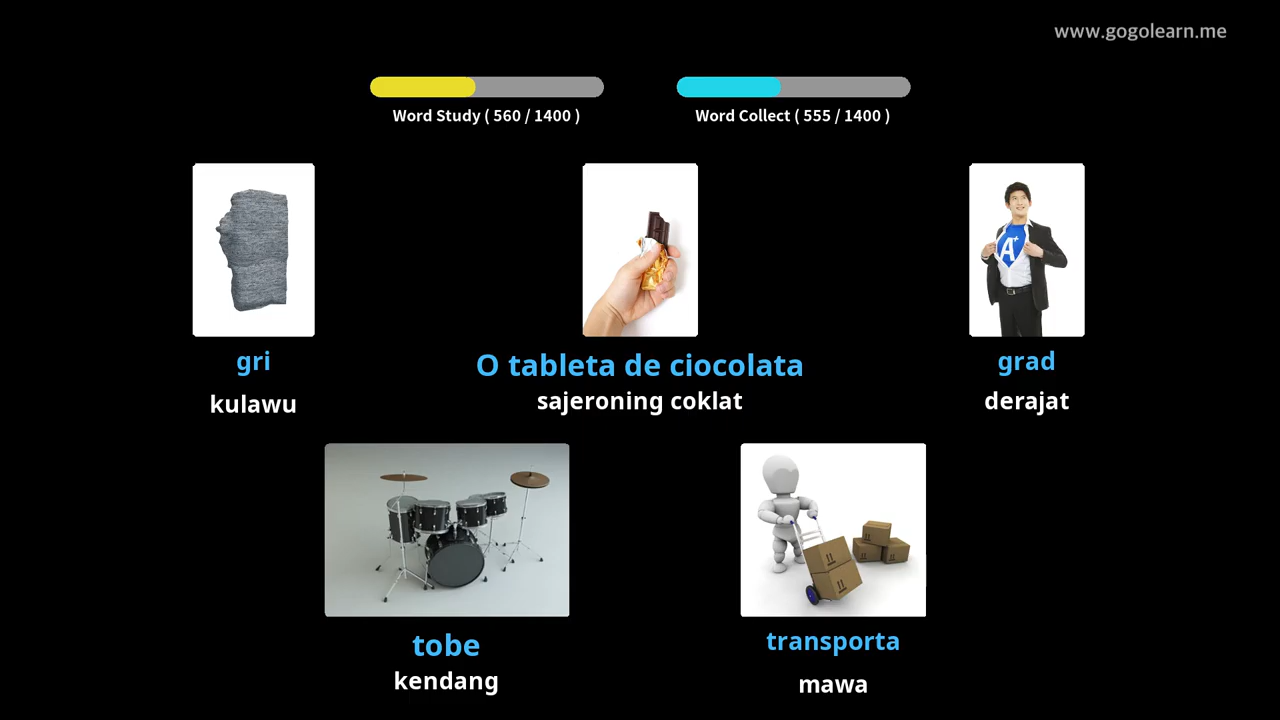 www.gogolearn.me
Word Study ( 560 / 1400 )
Word Collect ( 555 / 1400 )
A+
gri
kulawu
O tableta de ciocolata
sajeroning coklat
grad
derajat
tobe
kendang
transporta
mawa